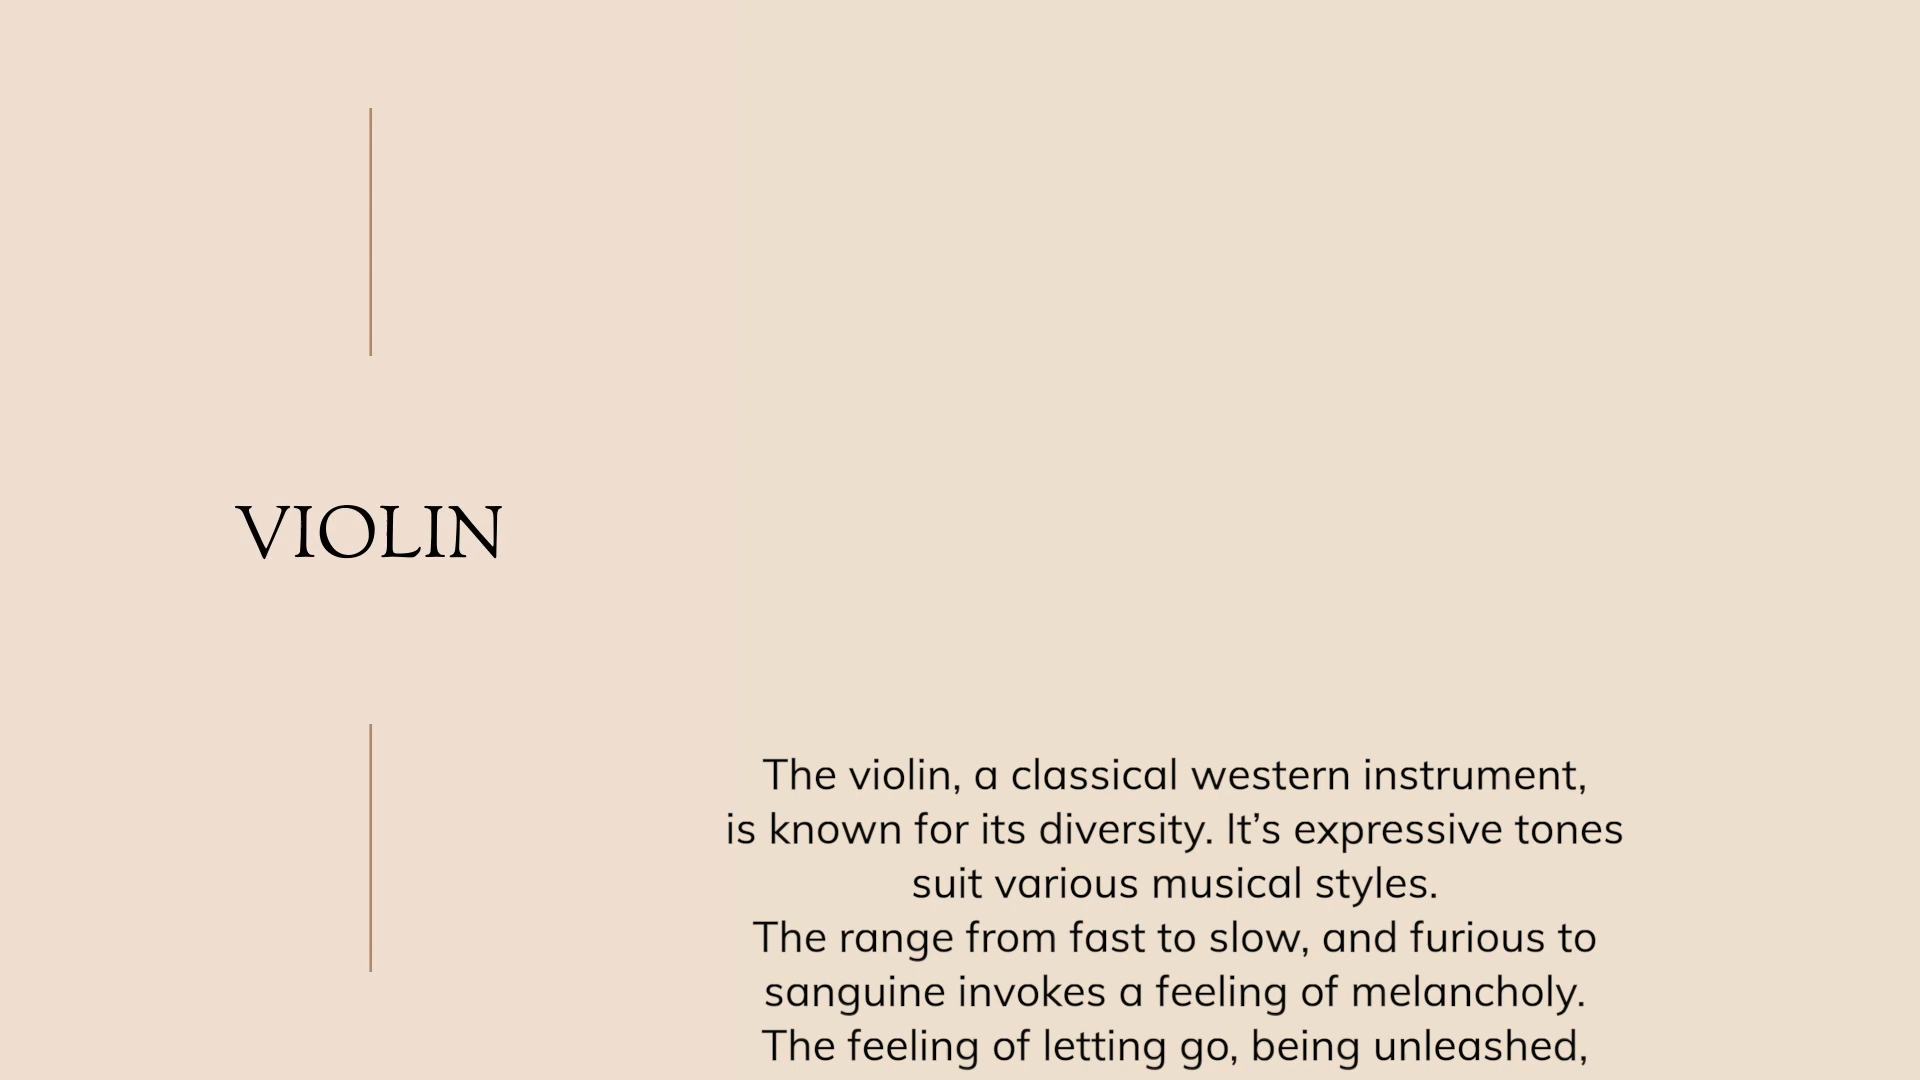 VIOLIN
The violin, a classical western instrument,
is known for its diversity. It’s expressive tones
suit various musical styles.
The range from fast to slow, and furious to
sanguine invokes a feeling of melancholy.
The feeling of letting go, being unleashed,